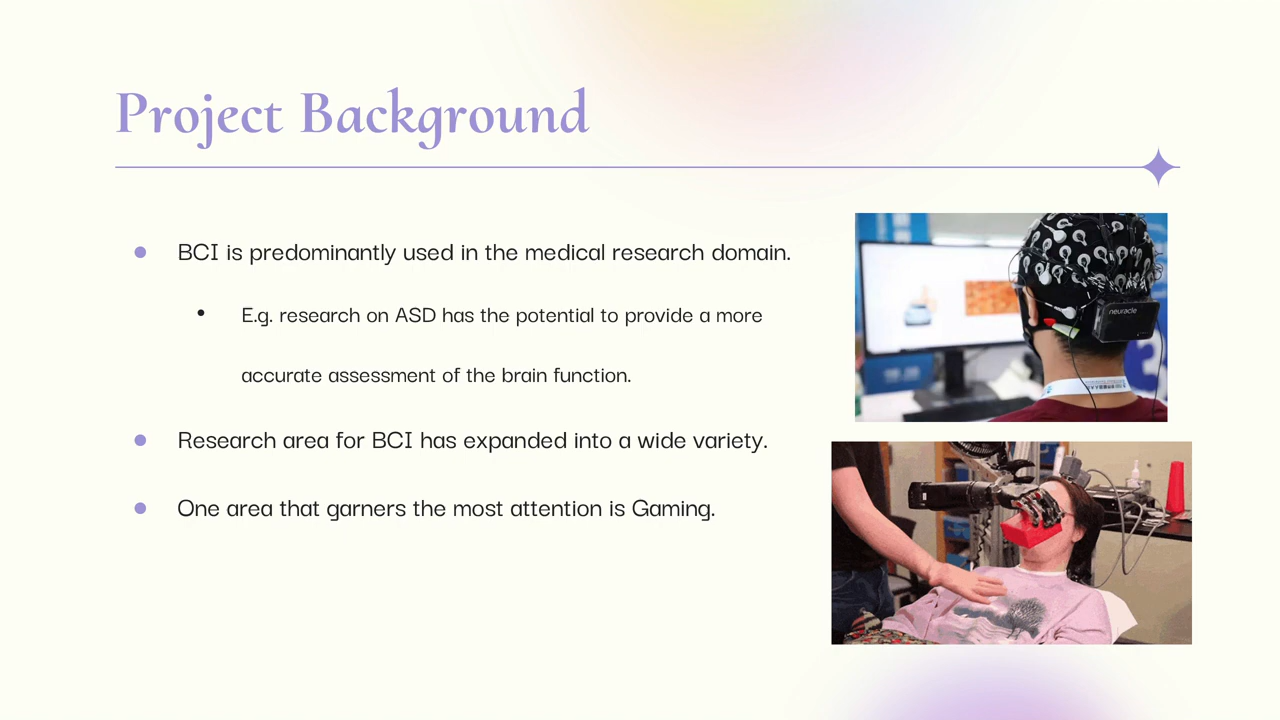 Project Background
BCI is predominantly used in the medical research domain.
E.g. research on ASD has the potential to provide a more
accurate assessment of the brain function.
Research area for BCI has expanded into a wide variety.
One area that garners the most attention is Gaming.
neuracle